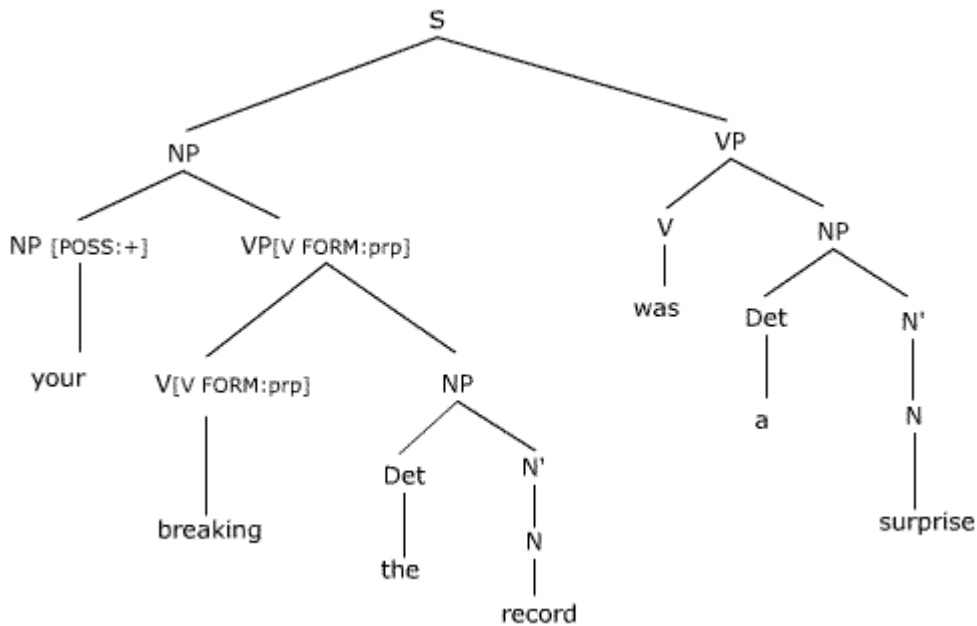 S
NP VP
NP [POSS:+] VP[V FORM:prp] V NP
your was Det N'
V[V FORM:prp] NP a N
breaking Det N' surprise
the N
record